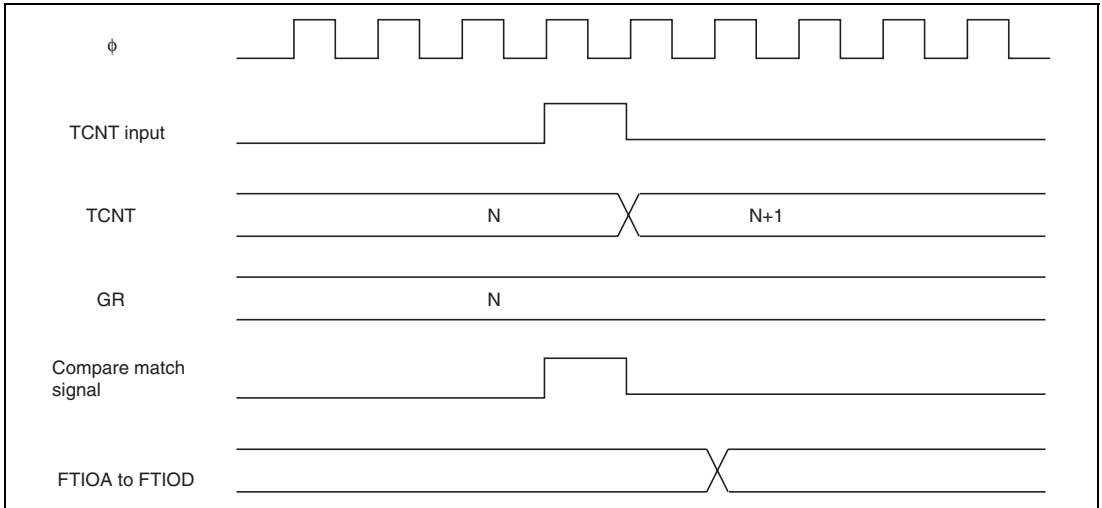 ϕ
TCNT input
TCNT
N
N+1
GR
N
Compare match
signal
FTIOA to FTIOD